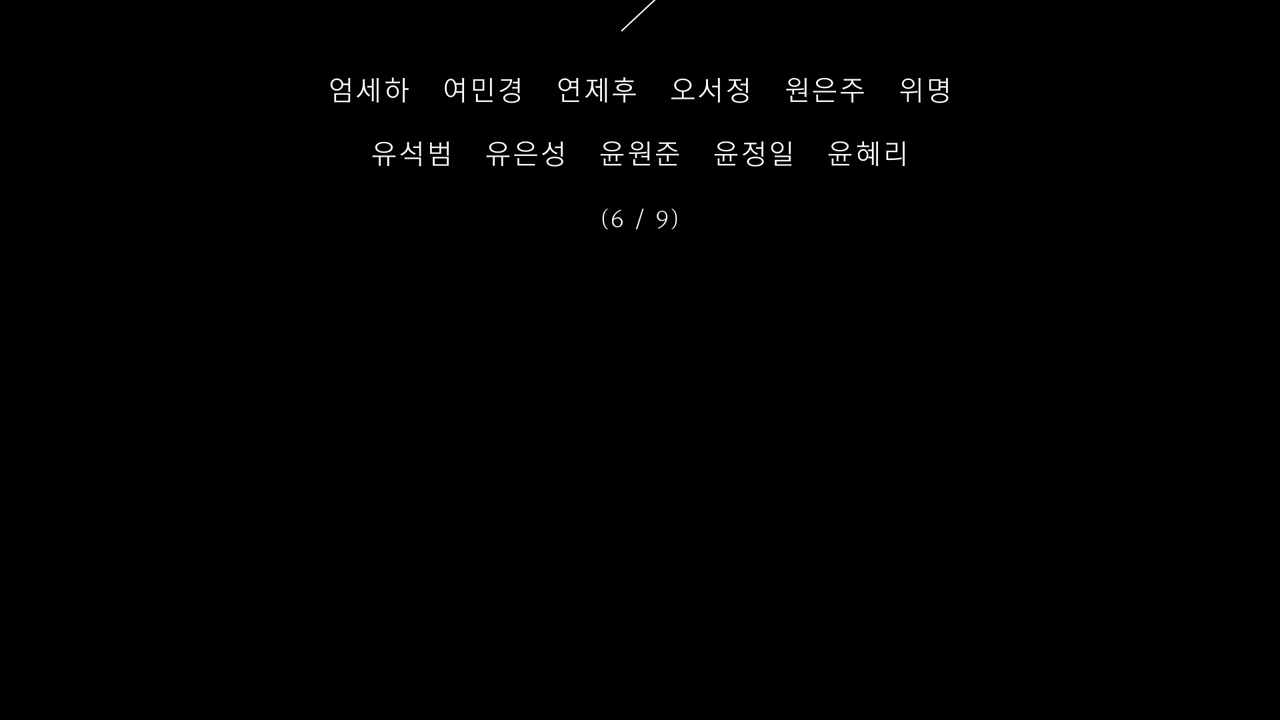 엄세하 여민경 연제후 오서정 원은주 위명
유석범 유은성 윤원준 윤정일 윤혜리
(6 / 9)